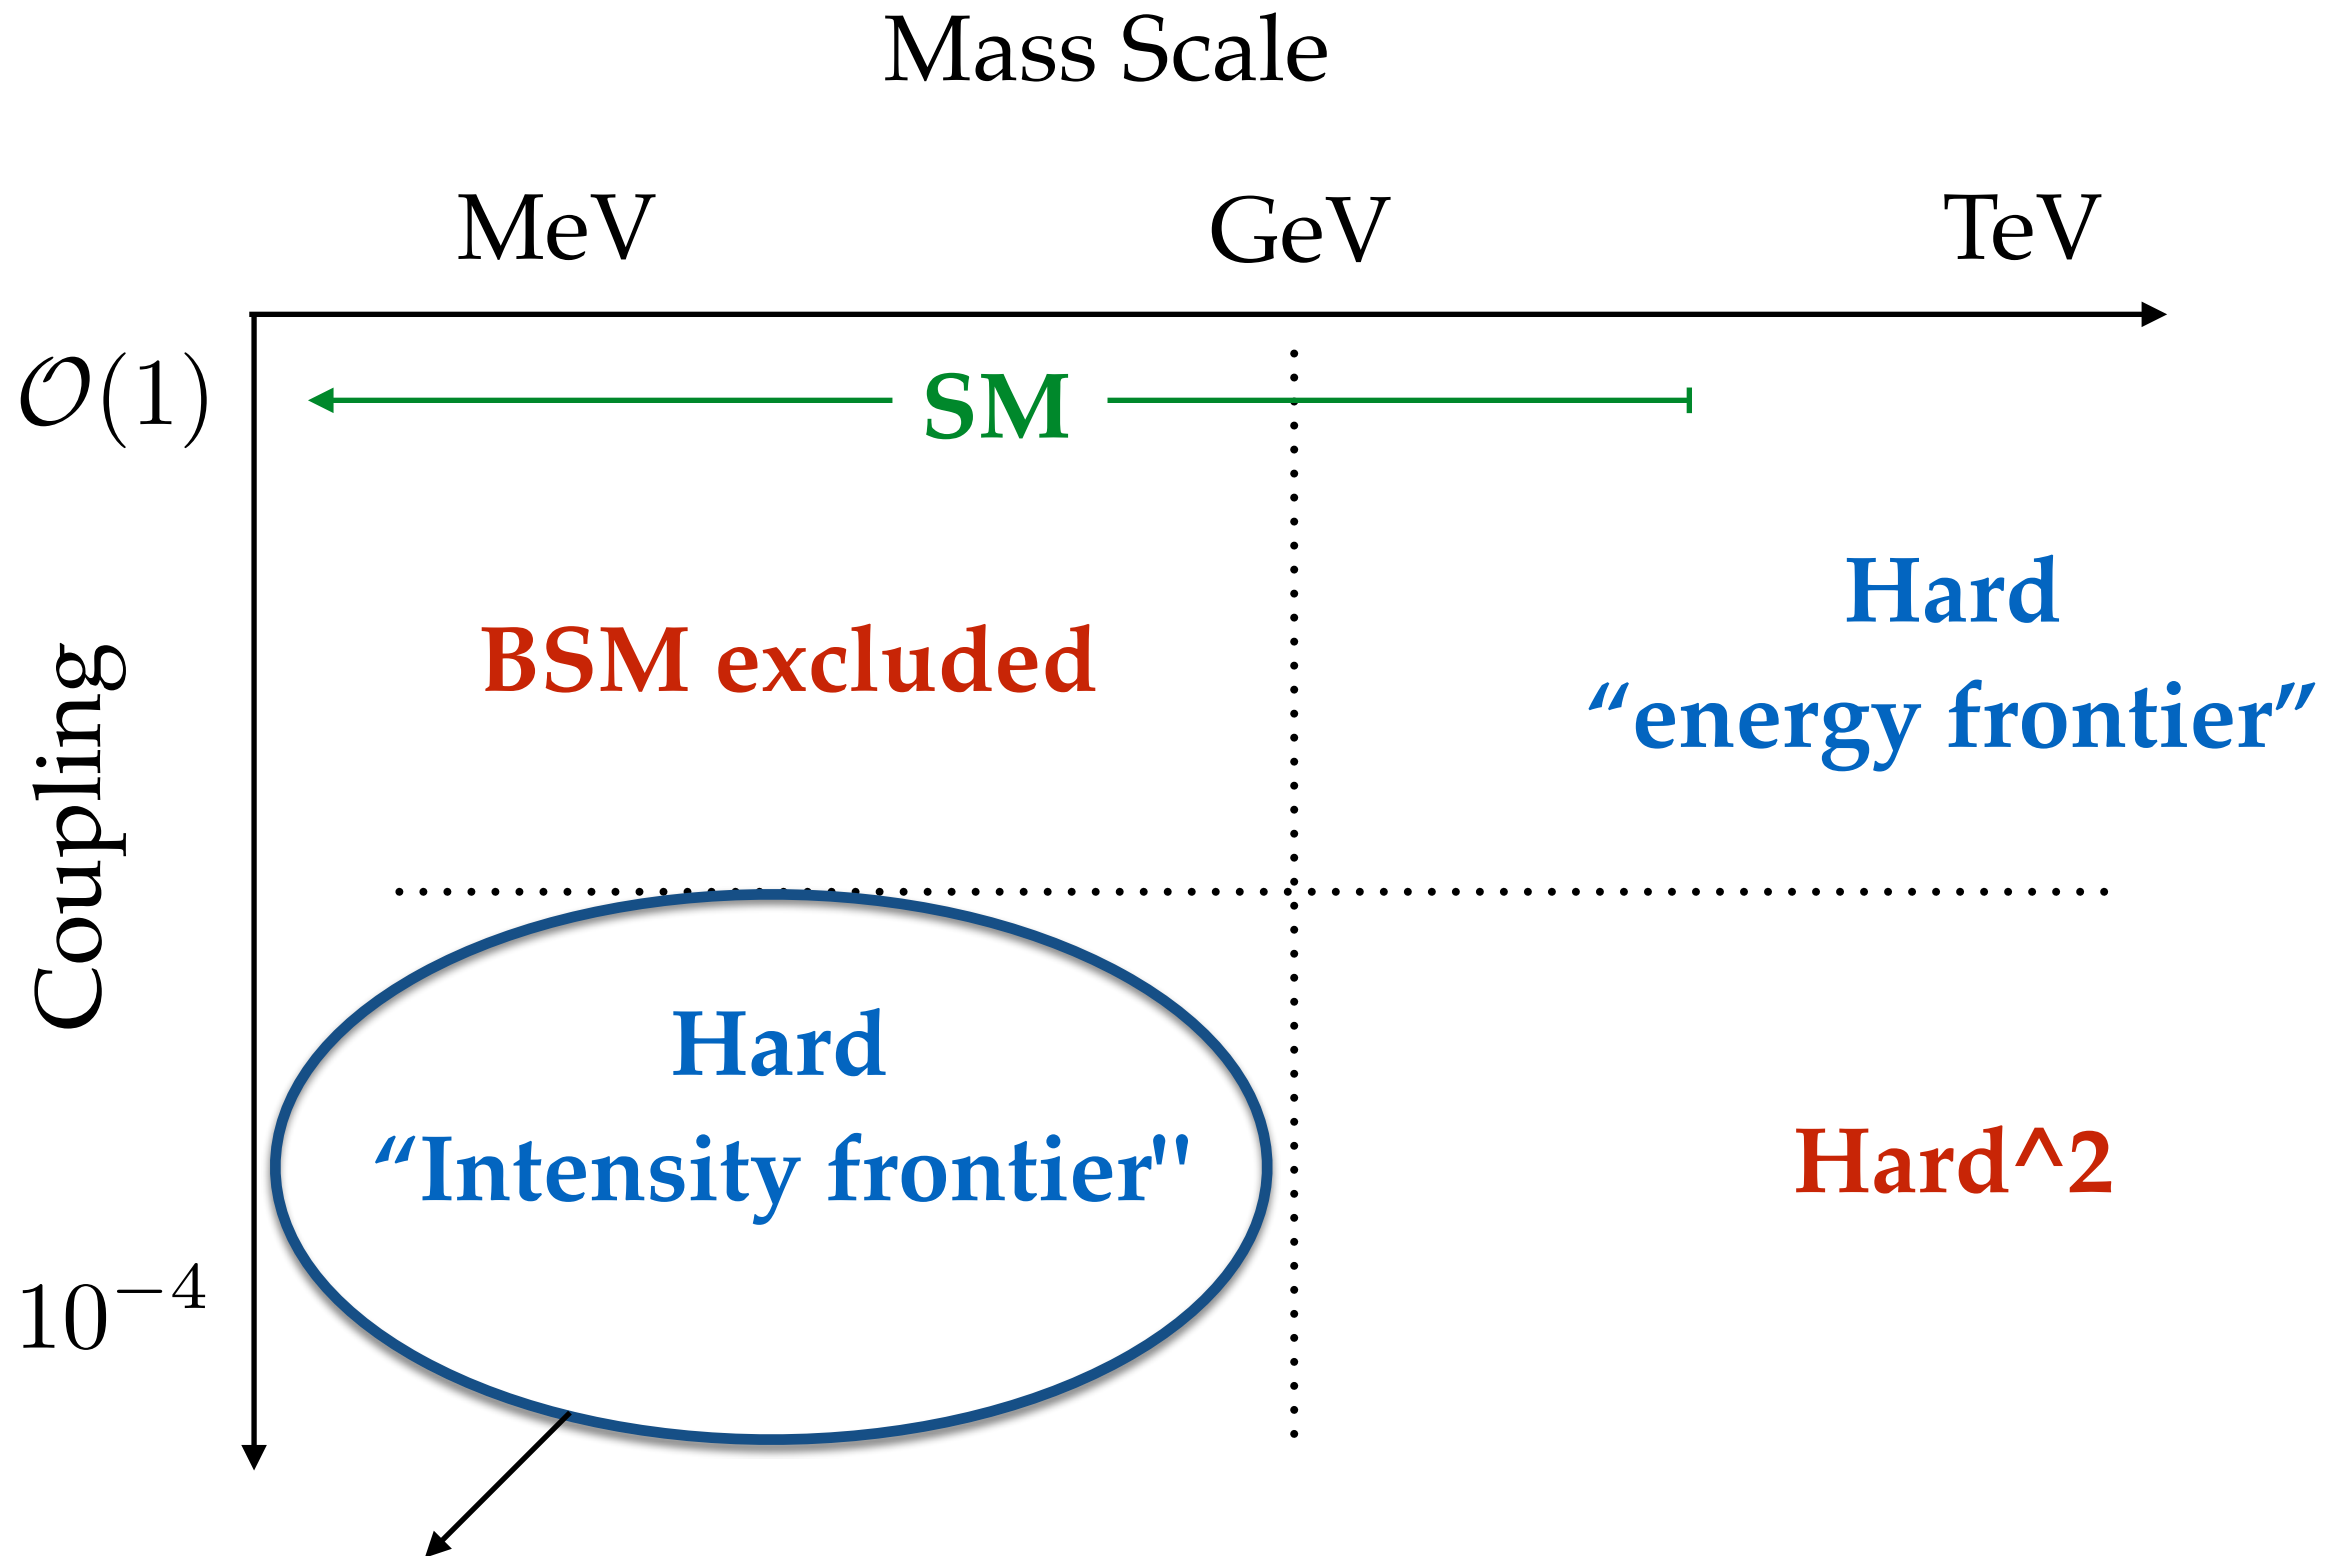 Mass Scale
MeV GeV TeV
𝒪(1)
SM
BSM excluded
Hard
“energy frontier”
Coupling
Hard
“Intensity frontier"
Hard^2
10⁻⁴